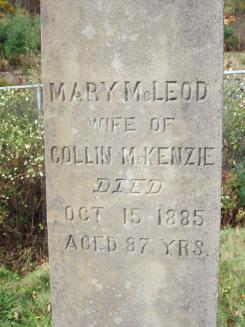 MARY McLEOD
WIFE OF
COLLIN McKENZIE
DIED
OCT 15 1885
AGED 87 YRS.